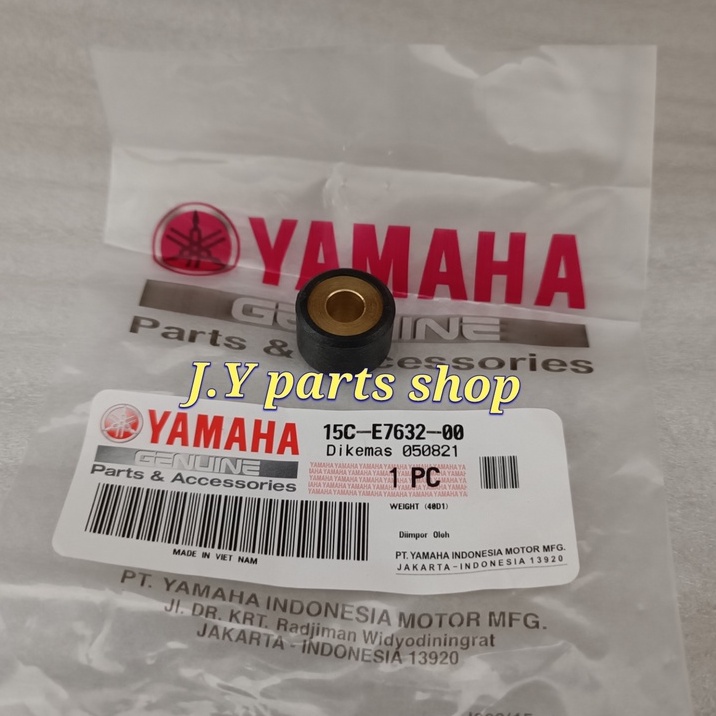 YAMAHA
GENUINE
Parts & Accessories
J.Y parts shop
YAMAHA
GENUINE
Parts & Accessories
15C-E7632-00
Dikemas 050821
1 PC
WEIGHT (40D1)
Diimpor Oleh
PT. YAMAHA INDONESIA MOTOR MFG.
JAKARTA-INDONESIA 13920
MADE IN VIET NAM
PT. YAMAHA INDONESIA MOTOR MFG.
Jl. DR. KRT. Radjiman Widyodiningrat
JAKARTA - INDONESIA 13920